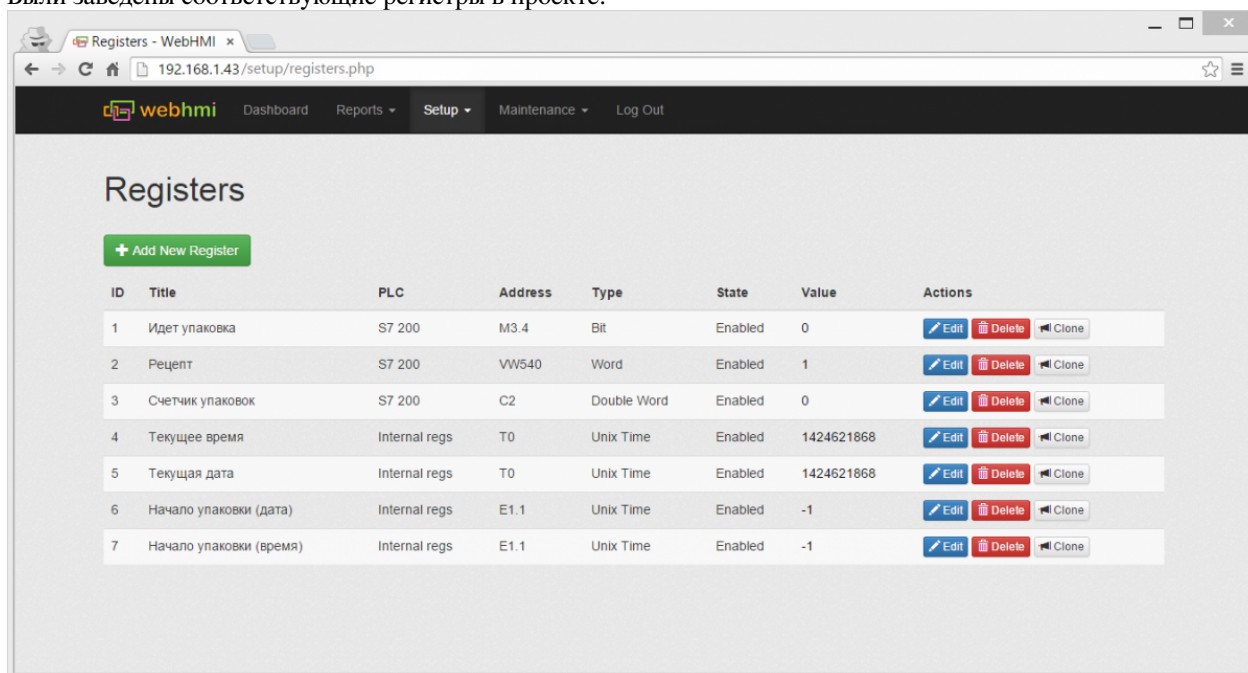 Были заведены соответствующие регистры в проекте:
Registers - WebHMI
192.168.1.43/setup/registers.php
webhmi Dashboard Reports Setup Maintenance Log Out
Registers
Add New Register
ID Title PLC Address Type State Value Actions
1 Идет упаковка S7 200 M3.4 Bit Enabled 0 Edit Delete Clone
2 Рецепт S7 200 VW540 Word Enabled 1 Edit Delete Clone
3 Счетчик упаковок S7 200 C2 Double Word Enabled 0 Edit Delete Clone
4 Текущее время Internal regs T0 Unix Time Enabled 1424621868 Edit Delete Clone
5 Текущая дата Internal regs T0 Unix Time Enabled 1424621868 Edit Delete Clone
6 Начало упаковки (дата) Internal regs E1.1 Unix Time Enabled -1 Edit Delete Clone
7 Начало упаковки (время) Internal regs E1.1 Unix Time Enabled -1 Edit Delete Clone